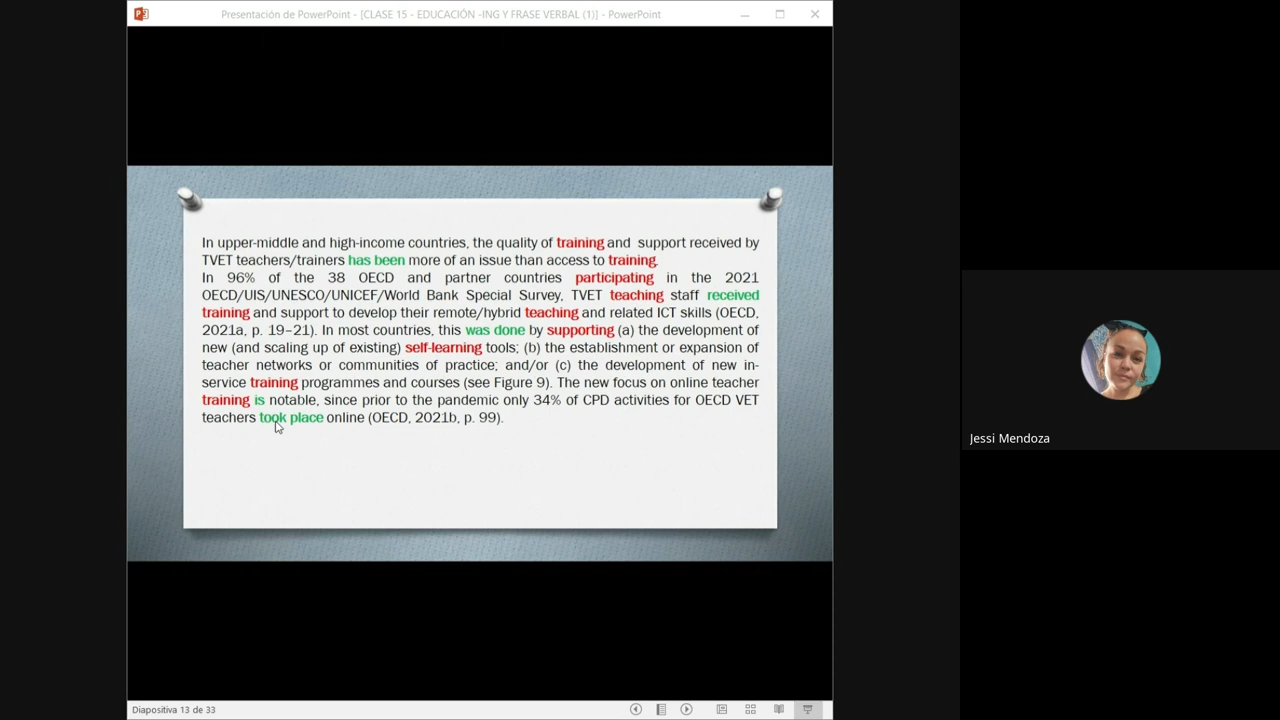 Presentación de PowerPoint - [CLASE 15 - EDUCACIÓN -ING Y FRASE VERBAL (1)] - PowerPoint
In upper-middle and high-income countries, the quality of training and support received by
TVET teachers/trainers has been more of an issue than access to training.
In 96% of the 38 OECD and partner countries participating in the 2021
OECD/UIS/UNESCO/UNICEF/World Bank Special Survey, TVET teaching staff received
training and support to develop their remote/hybrid teaching and related ICT skills (OECD,
2021a, p. 19–21). In most countries, this was done by supporting (a) the development of
new (and scaling up of existing) self-learning tools; (b) the establishment or expansion of
teacher networks or communities of practice; and/or (c) the development of new in-
service training programmes and courses (see Figure 9). The new focus on online teacher
training is notable, since prior to the pandemic only 34% of CPD activities for OECD VET
teachers took place online (OECD, 2021b, p. 99).
Jessi Mendoza
Diapositiva 13 de 33